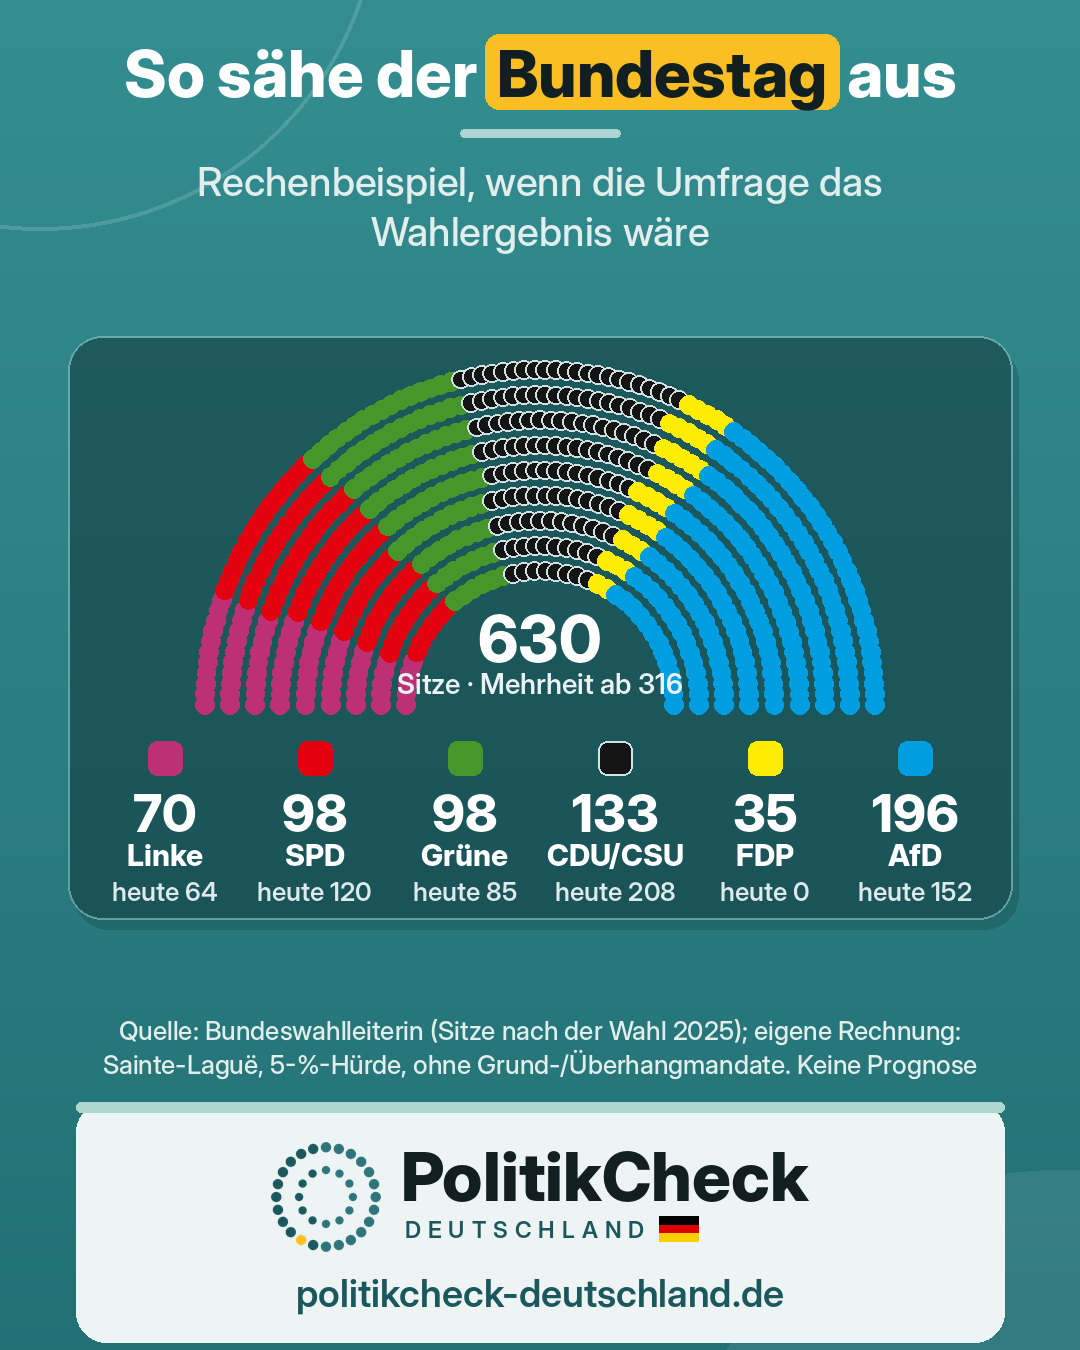 So sähe der Bundestag aus
Rechenbeispiel, wenn die Umfrage das
Wahlergebnis wäre
630
Sitze · Mehrheit ab 316
70 98 98 133 35 196
Linke SPD Grüne CDU/CSU FDP AfD
heute 64 heute 120 heute 85 heute 208 heute 0 heute 152
Quelle: Bundeswahlleiterin (Sitze nach der Wahl 2025); eigene Rechnung:
Sainte-Laguë, 5-%-Hürde, ohne Grund-/Überhangmandate. Keine Prognose
PolitikCheck
DEUTSCHLAND
politikcheck-deutschland.de